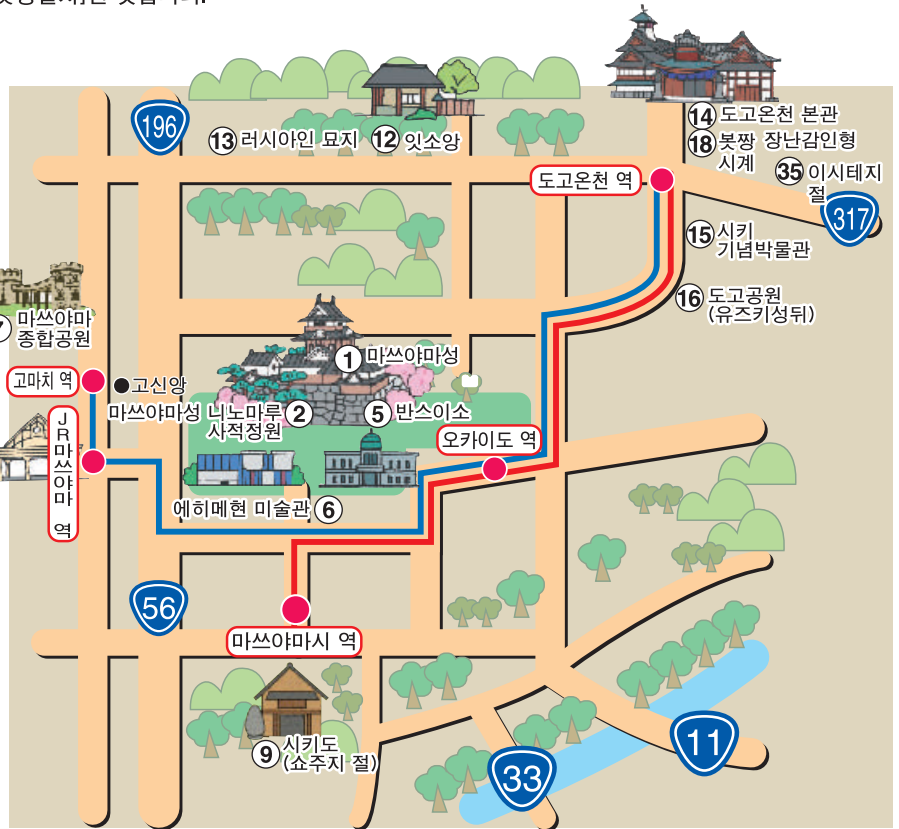 196
13 러시아인 묘지
12 잇소앙
14 도고온천 본관
18 봇짱 장난감인형
시계
35 이시테지
절
도고온천 역
317
15 시키
기념박물관
16 도고공원
(유즈키성뒤)
7 마쓰야마
종합공원
1 마쓰야마성
고마치 역
고신앙
마쓰야마성 니노마루
사적정원 2
5 반스이소
오카이도 역
JR마쓰야마 역
에히메현 미술관 6
56
마쓰야마시 역
9 시키도
(쇼주지 절)
33
11